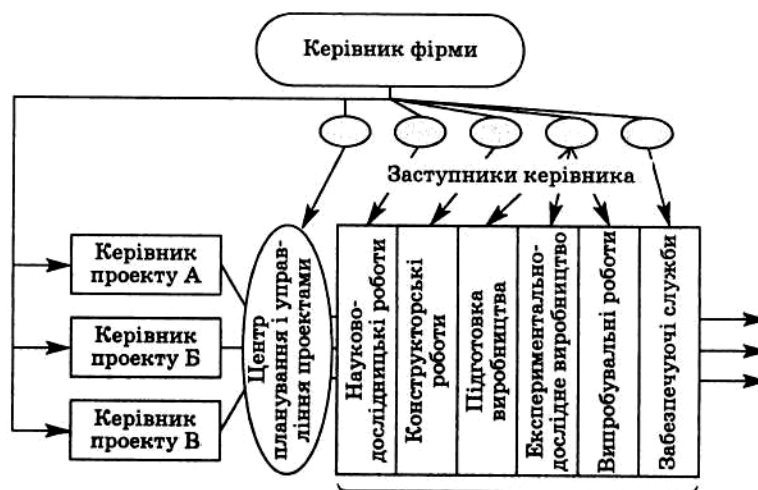 Керівник фірми
Заступники керівника
Керівник
проекту А
Керівник
проекту Б
Керівник
проекту В
Центр
планування і управ-
ління проектами
Науково-
дослідницькі роботи
Конструкторські
роботи
Підготовка
виробництва
Експериментально-
дослідне виробництво
Випробувальні роботи
Забезпечуючі служби